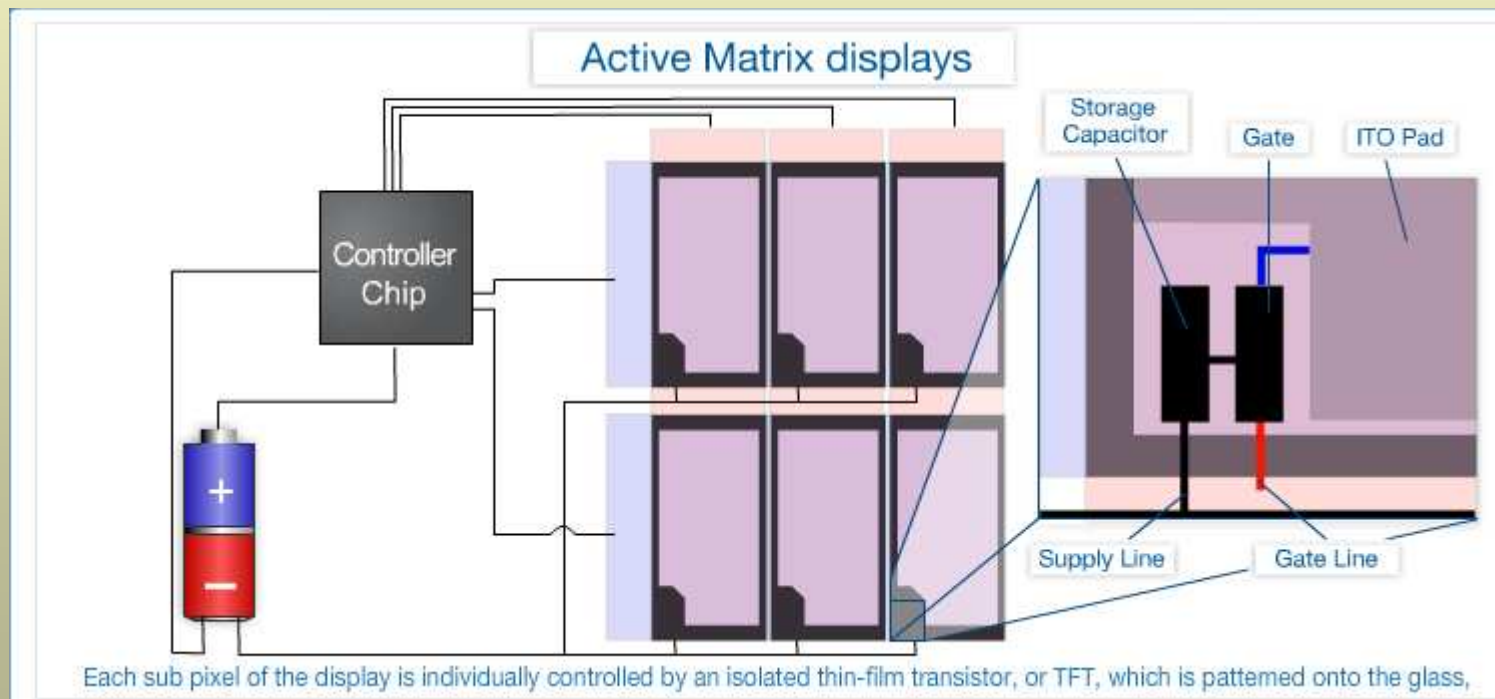 Active Matrix displays
Storage
Capacitor
Gate
ITO Pad
Controller
Chip
+
−
Supply Line
Gate Line
Each sub pixel of the display is individually controlled by an isolated thin-film transistor, or TFT, which is patterned onto the glass,